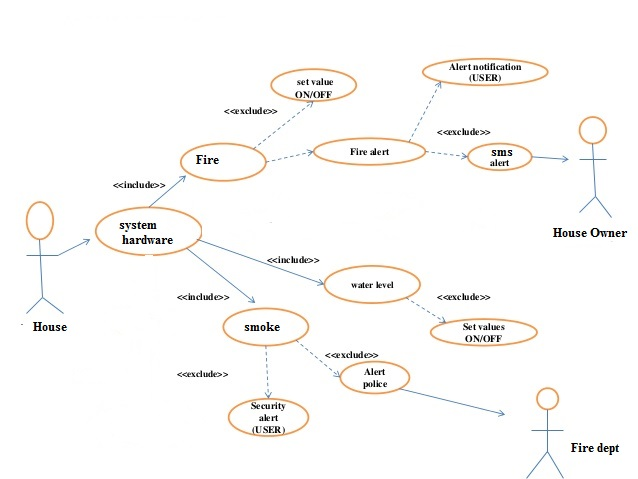 Alert notification
(USER)
set value
ON/OFF
<<exclude>>
<<exclude>>
Fire
Fire alert
sms
alert
<<include>>
House Owner
system
hardware
<<include>>
water level
<<include>>
<<exclude>>
House
smoke
Set values
ON/OFF
<<exclude>>
<<exclude>>
Alert
police
Security
alert
(USER)
Fire dept